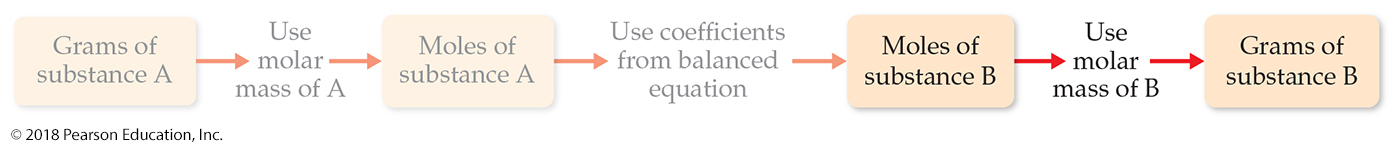 Grams of
substance A
Use
molar
mass of A
Moles of
substance A
Use coefficients
from balanced
equation
Moles of
substance B
Use
molar
mass of B
Grams of
substance B
© 2018 Pearson Education, Inc.